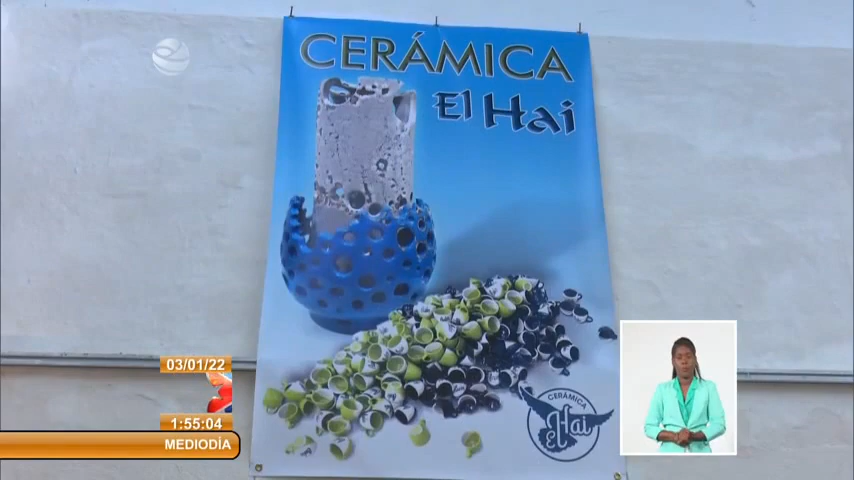 CERÁMICA
El Hai
CERÁMICA
El Hai
03/01/22
1:55:04
MEDIODÍA